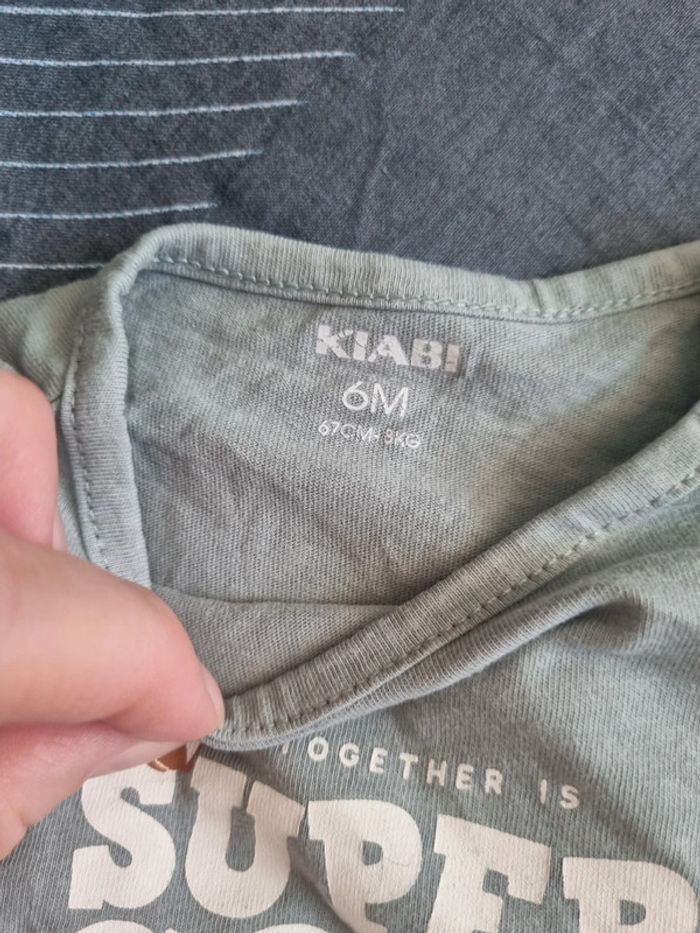 KIABI
6M
67CM-8KG
TOGETHER IS
SUPER